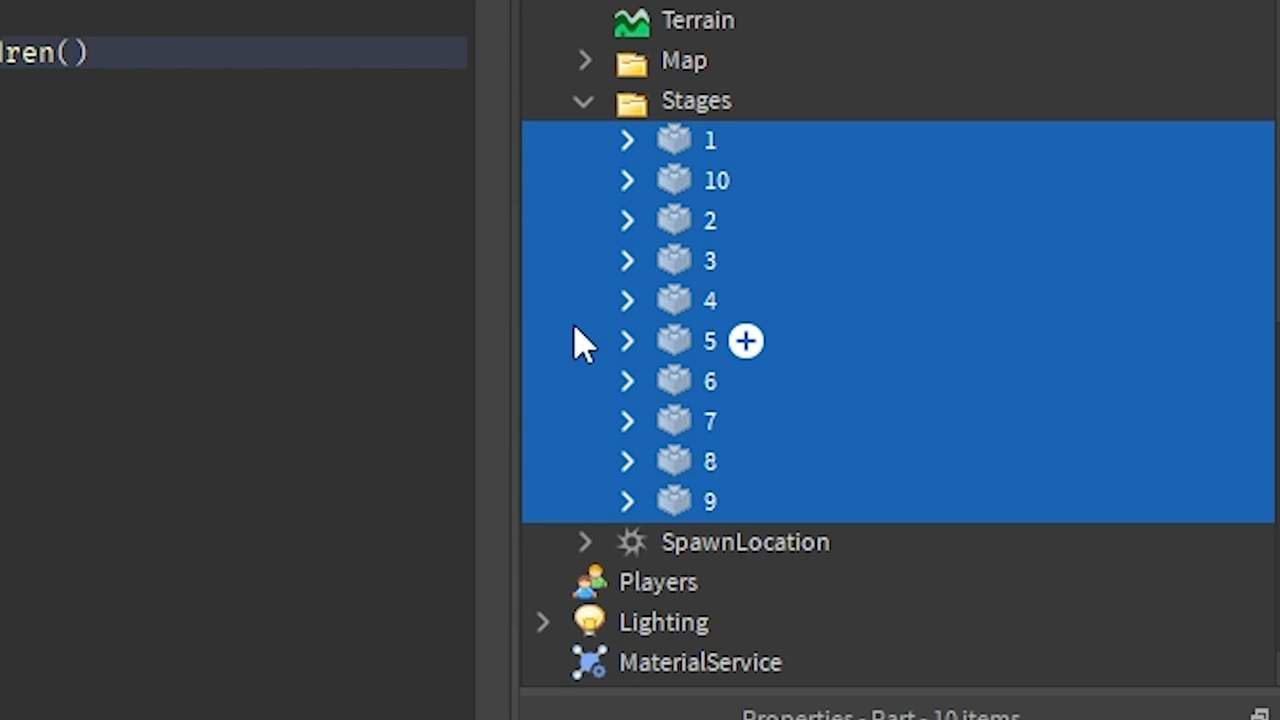 Terrain
dren()
Map
Stages
1
10
2
3
4
5
6
7
8
9
SpawnLocation
Players
Lighting
MaterialService
Properties - Part - 10 items